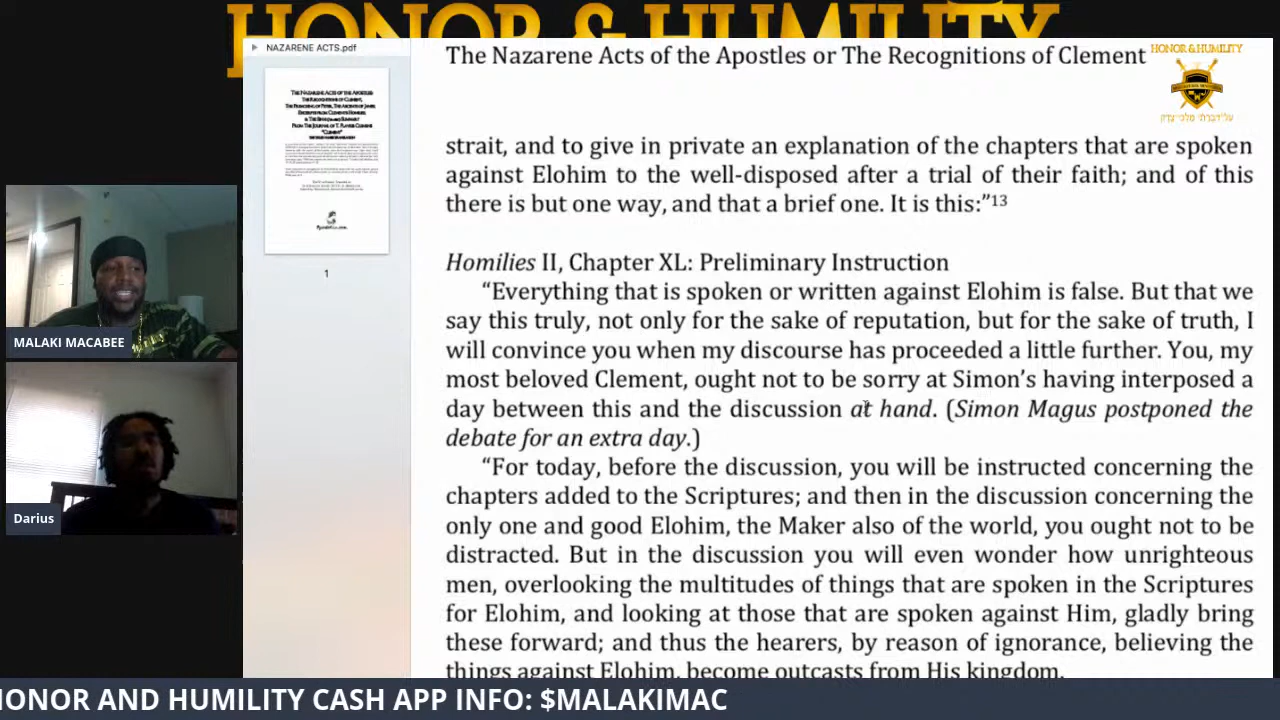 HONOR & HUMILITY
NAZARENE ACTS.pdf
The Nazarene Acts of the Apostles or The Recognitions of Clement
HONOR & HUMILITY
strait, and to give in private an explanation of the chapters that are spoken
against Elohim to the well-disposed after a trial of their faith; and of this
there is but one way, and that a brief one. It is this:”13
Homilies II, Chapter XL: Preliminary Instruction
“Everything that is spoken or written against Elohim is false. But that we
say this truly, not only for the sake of reputation, but for the sake of truth, I
will convince you when my discourse has proceeded a little further. You, my
most beloved Clement, ought not to be sorry at Simon’s having interposed a
day between this and the discussion at hand. (Simon Magus postponed the
debate for an extra day.)
“For today, before the discussion, you will be instructed concerning the
chapters added to the Scriptures; and then in the discussion concerning the
only one and good Elohim, the Maker also of the world, you ought not to be
distracted. But in the discussion you will even wonder how unrighteous
men, overlooking the multitudes of things that are spoken in the Scriptures
for Elohim, and looking at those that are spoken against Him, gladly bring
these forward; and thus the hearers, by reason of ignorance, believing the
things against Elohim, become outcasts from His kingdom.
1
MALAKI MACABEE
Darius
HONOR AND HUMILITY CASH APP INFO: $MALAKIMAC